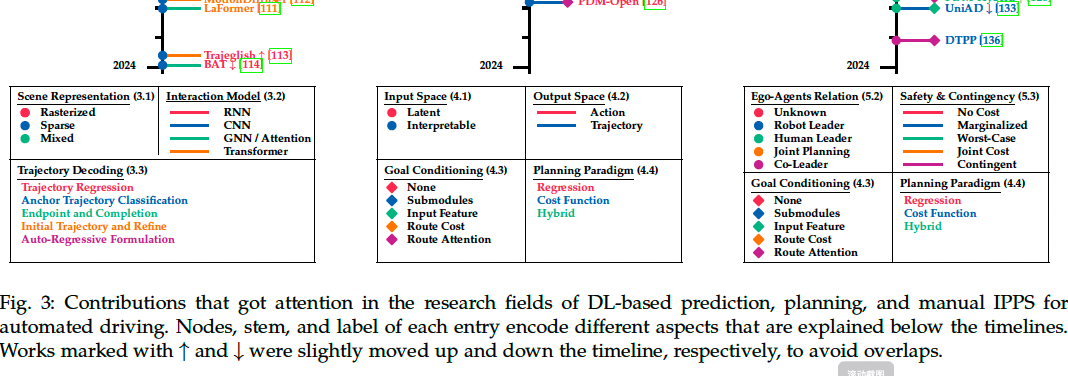 LaFormer [111]
Trajeglish ↑ [113]
2024
BAT ↓ [114]
Scene Representation (3.1)
Rasterized
Sparse
Mixed
Interaction Model (3.2)
RNN
CNN
GNN / Attention
Transformer
Trajectory Decoding (3.3)
Trajectory Regression
Anchor Trajectory Classification
Endpoint and Completion
Initial Trajectory and Refine
Auto-Regressive Formulation
PDM-Open [126]
2024
Input Space (4.1)
Latent
Interpretable
Output Space (4.2)
Action
Trajectory
Goal Conditioning (4.3)
None
Submodules
Input Feature
Route Cost
Route Attention
Planning Paradigm (4.4)
Regression
Cost Function
Hybrid
UniAD ↓ [133]
DTPP [136]
2024
Ego-Agents Relation (5.2)
Unknown
Robot Leader
Human Leader
Joint Planning
Co-Leader
Safety & Contingency (5.3)
No Cost
Marginalized
Worst-Case
Joint Cost
Contingent
Goal Conditioning (4.3)
None
Submodules
Input Feature
Route Cost
Route Attention
Planning Paradigm (4.4)
Regression
Cost Function
Hybrid
Fig. 3: Contributions that got attention in the research fields of DL-based prediction, planning, and manual IPPS for
automated driving. Nodes, stem, and label of each entry encode different aspects that are explained below the timelines.
Works marked with ↑ and ↓ were slightly moved up and down the timeline, respectively, to avoid overlaps.